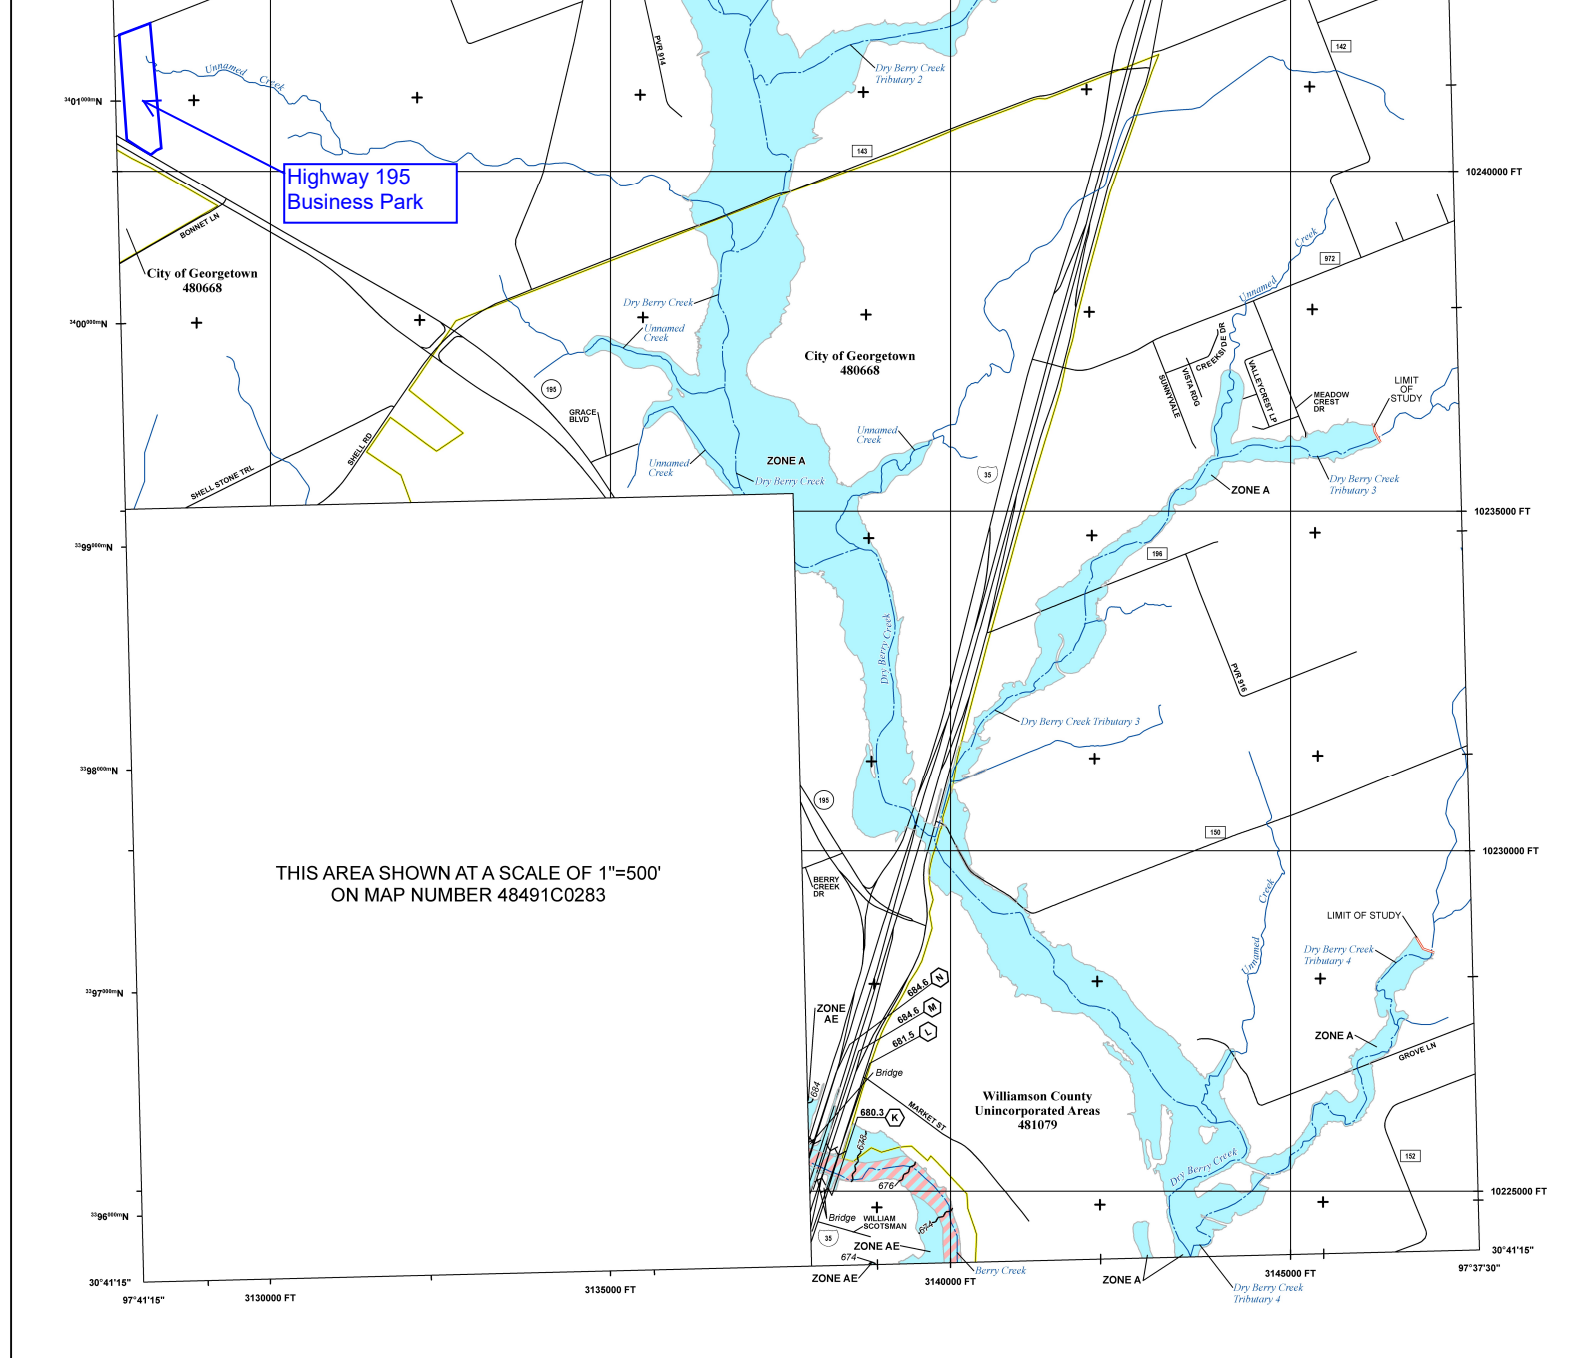 142
PVR 914
Dry Berry Creek
Tributary 2
Unnamed
Creek
³⁴01⁰⁰⁰ᵐN
143
Highway 195
Business Park
10240000 FT
BONNET LN
Creek
972
City of Georgetown
480668
Unnamed
Dry Berry Creek
³⁴00⁰⁰⁰ᵐN
Unnamed
Creek
City of Georgetown
480668
CREEKSIDE DR
SUNNYVALE
VISTA RDG
VALLEYCREST LP
LIMIT
OF
STUDY
195
MEADOW
CREST
DR
GRACE
BLVD
Unnamed
Creek
SHELL RD
Unnamed
Creek
ZONE A
SHELL STONE TRL
35
Dry Berry Creek
ZONE A
Dry Berry Creek
Tributary 3
10235000 FT
³³99⁰⁰⁰ᵐN
196
Dry Berry Creek
PVR 916
Dry Berry Creek Tributary 3
³³98⁰⁰⁰ᵐN
195
150
10230000 FT
THIS AREA SHOWN AT A SCALE OF 1"=500'
ON MAP NUMBER 48491C0283
BERRY
CREEK
DR
Creek
Unnamed
LIMIT OF STUDY
Dry Berry Creek
Tributary 4
³³97⁰⁰⁰ᵐN
684.6 N
ZONE
AE
684.6 M
681.5 L
ZONE A
GROVE LN
Bridge
684
MARKET ST
Williamson County
Unincorporated Areas
481079
680.3 K
678
152
Dry Berry Creek
676
10225000 FT
³³96⁰⁰⁰ᵐN
Bridge
WILLIAM
SCOTSMAN
674
35
ZONE AE
674
30°41'15"
30°41'15"
ZONE AE
Berry Creek
ZONE A
97°37'30"
97°41'15"
3130000 FT
3135000 FT
3140000 FT
3145000 FT
Dry Berry Creek
Tributary 4